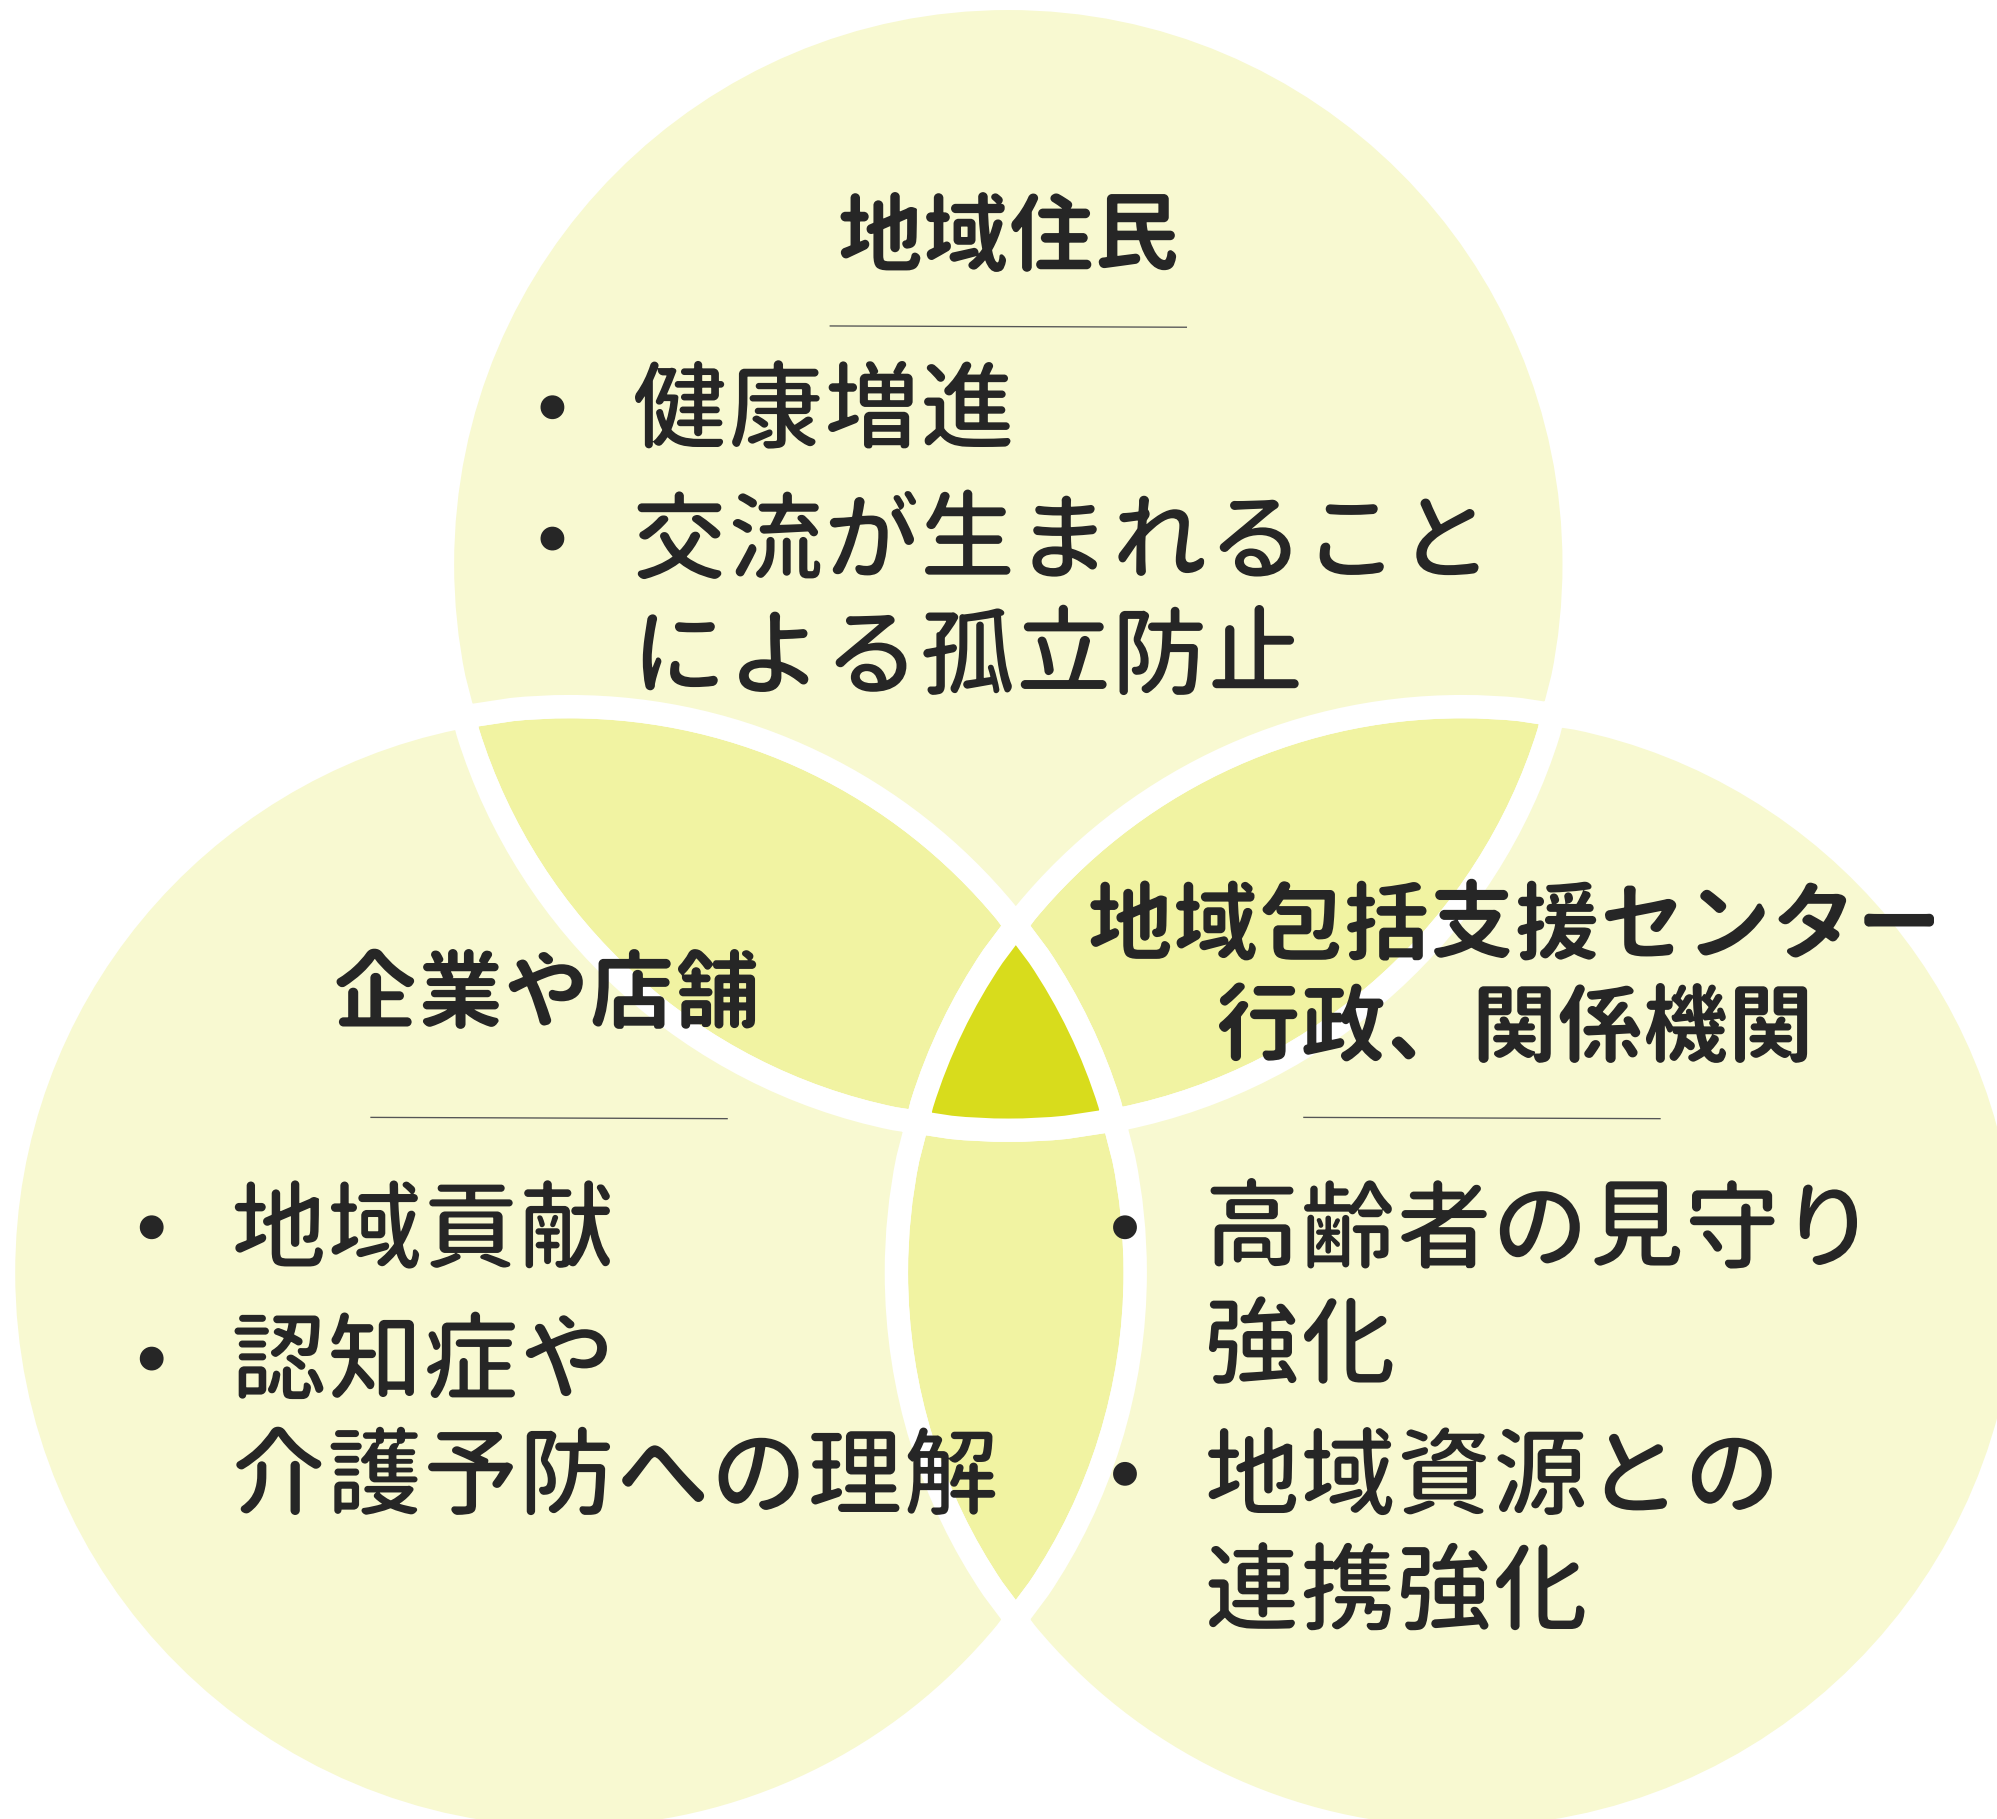 地域住民
• 健康増進
• 交流が生まれること
による孤立防止
企業や店舗
• 地域貢献
• 認知症や
介護予防への理解
地域包括支援センター
行政、関係機関
• 高齢者の見守り
強化
• 地域資源との
連携強化